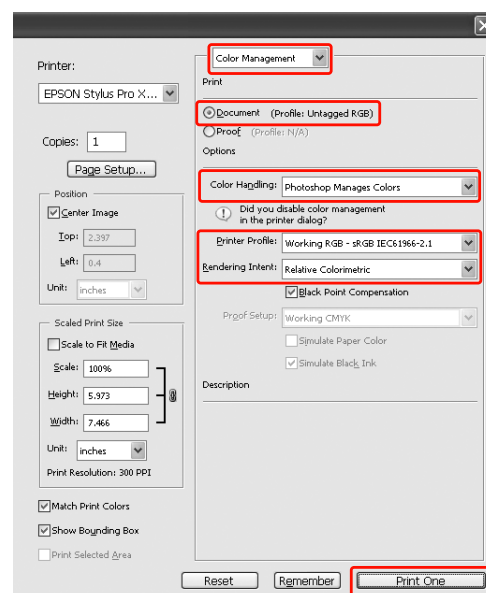 Printer:
EPSON Stylus Pro X...
Copies: 1
Page Setup...
Position
Center Image
Top: 2.397
Left: 0.4
Unit: inches
Scaled Print Size
Scale to Fit Media
Scale: 100%
Height: 5.973
Width: 7.466
Unit: inches
Print Resolution: 300 PPI
Match Print Colors
Show Bounding Box
Print Selected Area
Color Management
Print
Document (Profile: Untagged RGB)
Proof (Profile: N/A)
Options
Color Handling: Photoshop Manages Colors
Did you disable color management
in the printer dialog?
Printer Profile: Working RGB - sRGB IEC61966-2.1
Rendering Intent: Relative Colorimetric
Black Point Compensation
Proof Setup: Working CMYK
Simulate Paper Color
Simulate Black Ink
Description
Reset Remember Print One